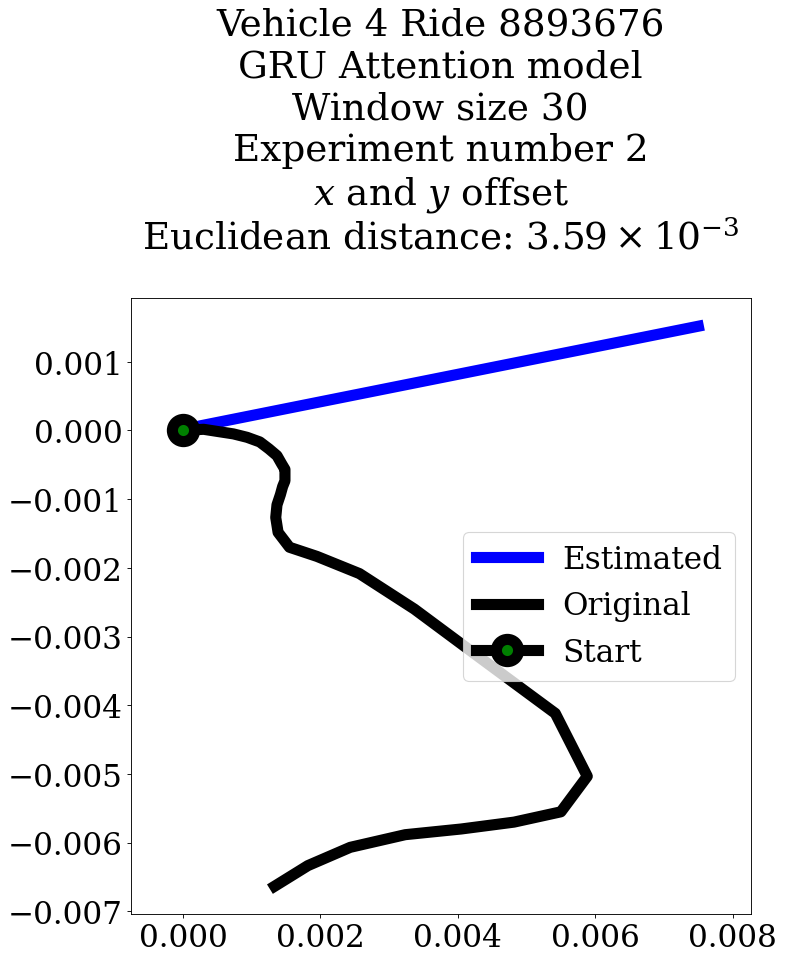 Vehicle 4 Ride 8893676
GRU Attention model
Window size 30
Experiment number 2
x and y offset
Euclidean distance: 3.59 × 10⁻³
0.001
0.000
−0.001
−0.002
−0.003
−0.004
−0.005
−0.006
−0.007
Estimated
Original
Start
0.000 0.002 0.004 0.006 0.008